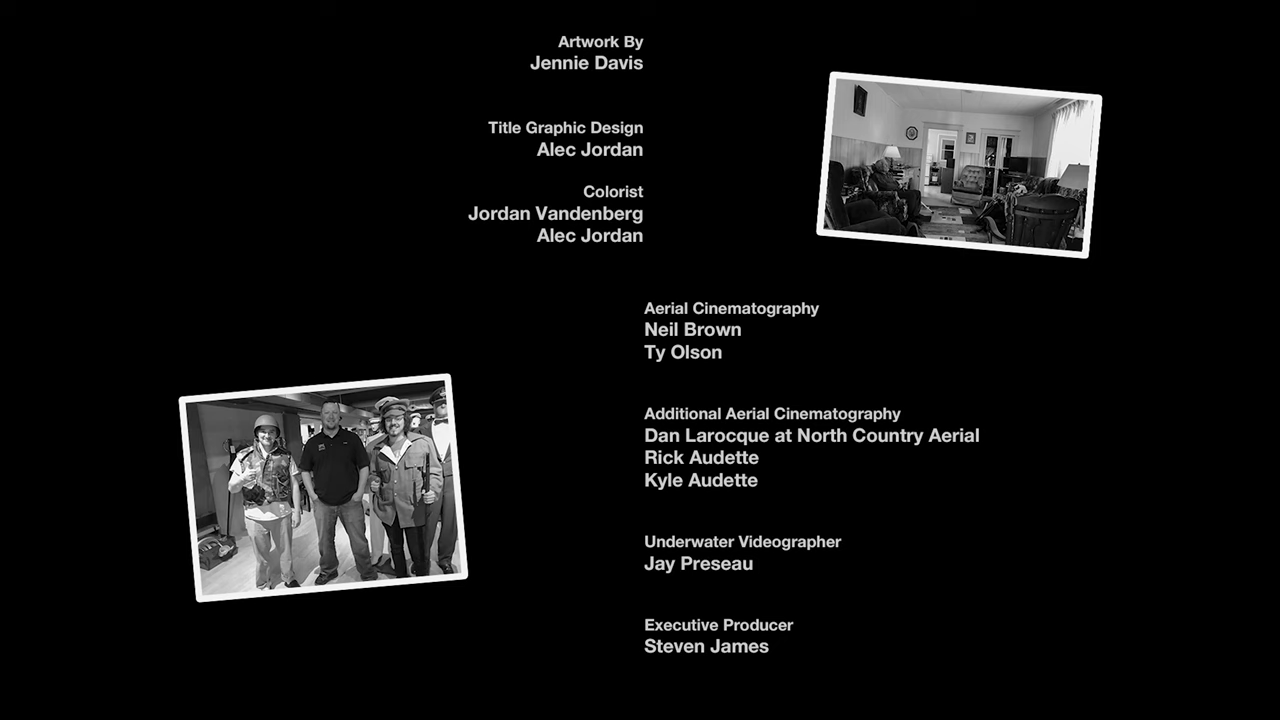 Artwork By
Jennie Davis
Title Graphic Design
Alec Jordan
Colorist
Jordan Vandenberg
Alec Jordan
Aerial Cinematography
Neil Brown
Ty Olson
Additional Aerial Cinematography
Dan Larocque at North Country Aerial
Rick Audette
Kyle Audette
Underwater Videographer
Jay Preseau
Executive Producer
Steven James